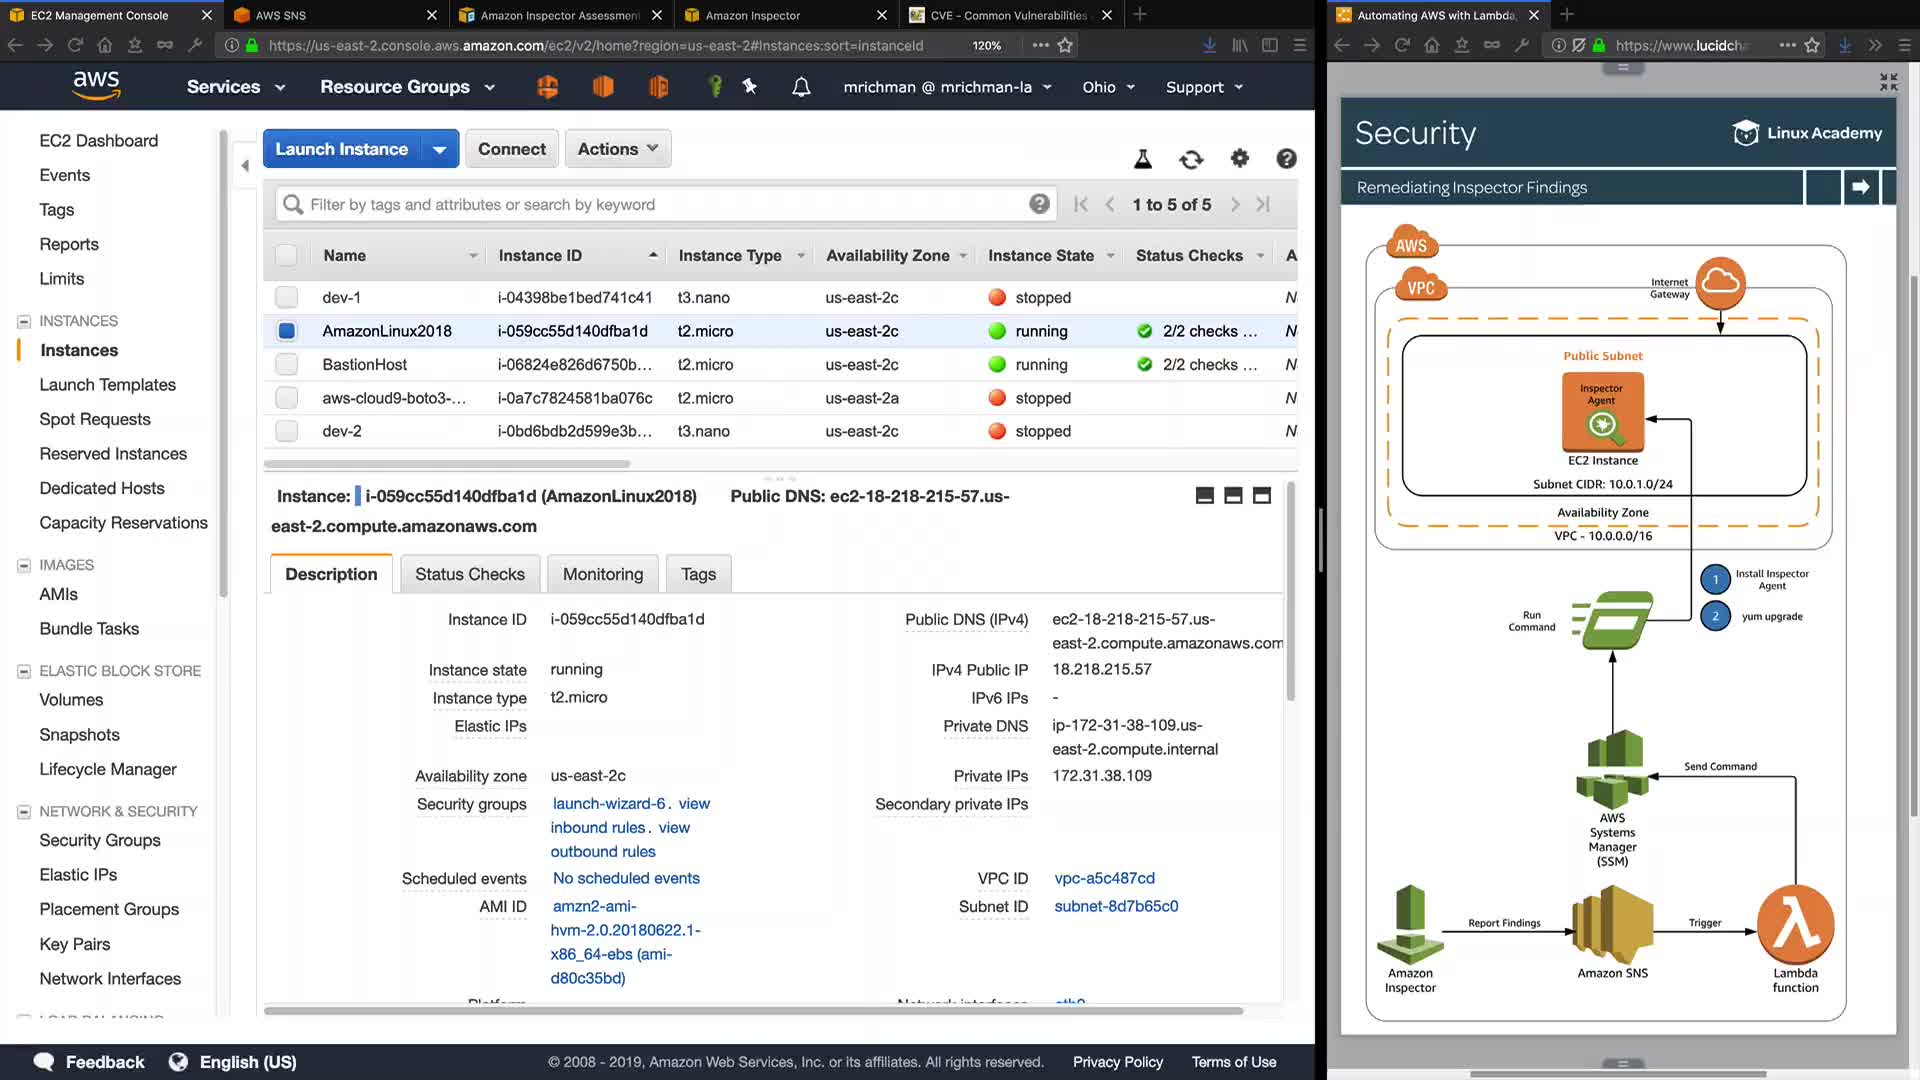 EC2 Management Console
AWS SNS
Amazon Inspector Assessment
Amazon Inspector
CVE - Common Vulnerabilities
Automating AWS with Lambda,
https://us-east-2.console.aws.amazon.com/ec2/v2/home?region=us-east-2#Instances:sort=instanceId
120%
https://www.lucidcha
aws
Services
Resource Groups
mrichman @ mrichman-la
Ohio
Support
EC2 Dashboard
Events
Tags
Reports
Limits
INSTANCES
Instances
Launch Templates
Spot Requests
Reserved Instances
Dedicated Hosts
Capacity Reservations
IMAGES
AMIs
Bundle Tasks
ELASTIC BLOCK STORE
Volumes
Snapshots
Lifecycle Manager
NETWORK & SECURITY
Security Groups
Elastic IPs
Placement Groups
Key Pairs
Network Interfaces
Launch Instance
Connect
Actions
Filter by tags and attributes or search by keyword
1 to 5 of 5
Name Instance ID Instance Type Availability Zone Instance State Status Checks A
dev-1 i-04398be1bed741c41 t3.nano us-east-2c stopped N
AmazonLinux2018 i-059cc55d140dfba1d t2.micro us-east-2c running 2/2 checks ... N
BastionHost i-06824e826d6750b... t2.micro us-east-2c running 2/2 checks ... N
aws-cloud9-boto3-... i-0a7c7824581ba076c t2.micro us-east-2a stopped N
dev-2 i-0bd6bdb2d599e3b... t3.nano us-east-2c stopped N
Instance: i-059cc55d140dfba1d (AmazonLinux2018) Public DNS: ec2-18-218-215-57.us-
east-2.compute.amazonaws.com
Description
Status Checks
Monitoring
Tags
Instance ID i-059cc55d140dfba1d
Instance state running
Instance type t2.micro
Elastic IPs
Availability zone us-east-2c
Security groups launch-wizard-6. view
inbound rules. view
outbound rules
Scheduled events No scheduled events
AMI ID amzn2-ami-
hvm-2.0.20180622.1-
x86_64-ebs (ami-
d80c35bd)
Platform
Public DNS (IPv4) ec2-18-218-215-57.us-
east-2.compute.amazonaws.com
IPv4 Public IP 18.218.215.57
IPv6 IPs -
Private DNS ip-172-31-38-109.us-
east-2.compute.internal
Private IPs 172.31.38.109
Secondary private IPs
VPC ID vpc-a5c487cd
Subnet ID subnet-8d7b65c0
Network interfaces eth0
Feedback
English (US)
© 2008 - 2019, Amazon Web Services, Inc. or its affiliates. All rights reserved.
Privacy Policy
Terms of Use
Security
Linux Academy
Remediating Inspector Findings
AWS
VPC
Internet
Gateway
Public Subnet
Inspector
Agent
EC2 Instance
Subnet CIDR: 10.0.1.0/24
Availability Zone
VPC - 10.0.0.0/16
1 Install Inspector
Agent
2 yum upgrade
Run
Command
Send Command
AWS
Systems
Manager
(SSM)
Report Findings
Trigger
Amazon
Inspector
Amazon SNS
Lambda
function